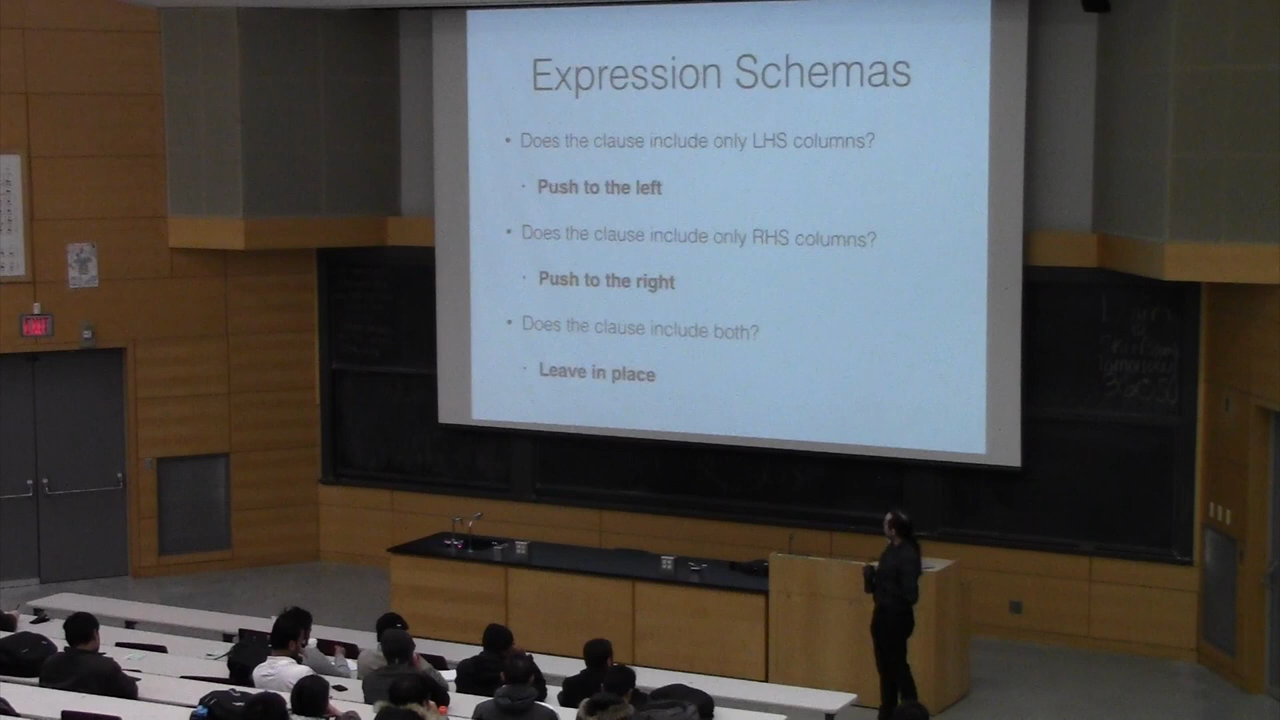 Expression Schemas
• Does the clause include only LHS columns?
· Push to the left
• Does the clause include only RHS columns?
· Push to the right
• Does the clause include both?
· Leave in place